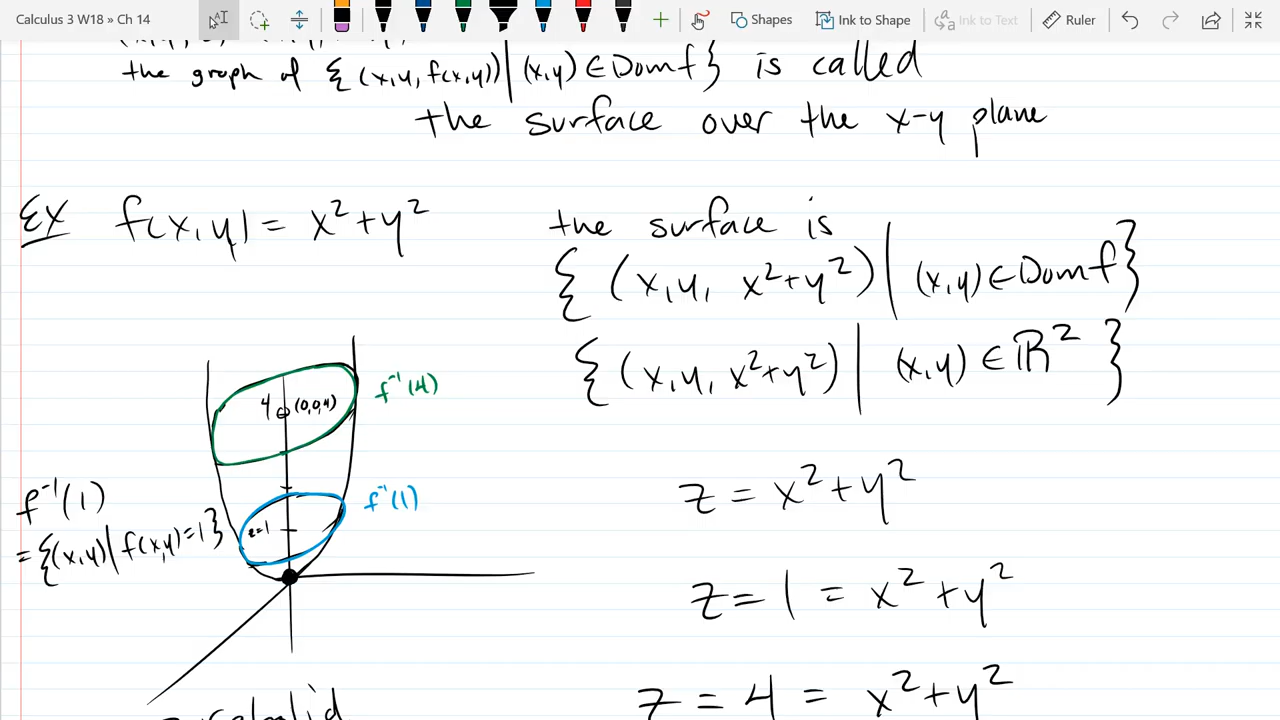 Calculus 3 W18 » Ch 14
Shapes
Ink to Shape
Ink to Text
Ruler
the graph of {(x,y,f(x,y)) | (x,y) ∈ Dom f} is called
the surface over the x-y plane
EX f(x,y) = x² + y²
the surface is
{(x,y, x²+y²) | (x,y) ∈ Dom f}
{(x,y, x²+y²) | (x,y) ∈ ℝ²}
f⁻¹(4)
4 (0,0,4)
z = x² + y²
f⁻¹(1)
f⁻¹(1)
= {(x,y) | f(x,y) = 1}
z=1
z = 1 = x² + y²
z = 4 = x² + y²